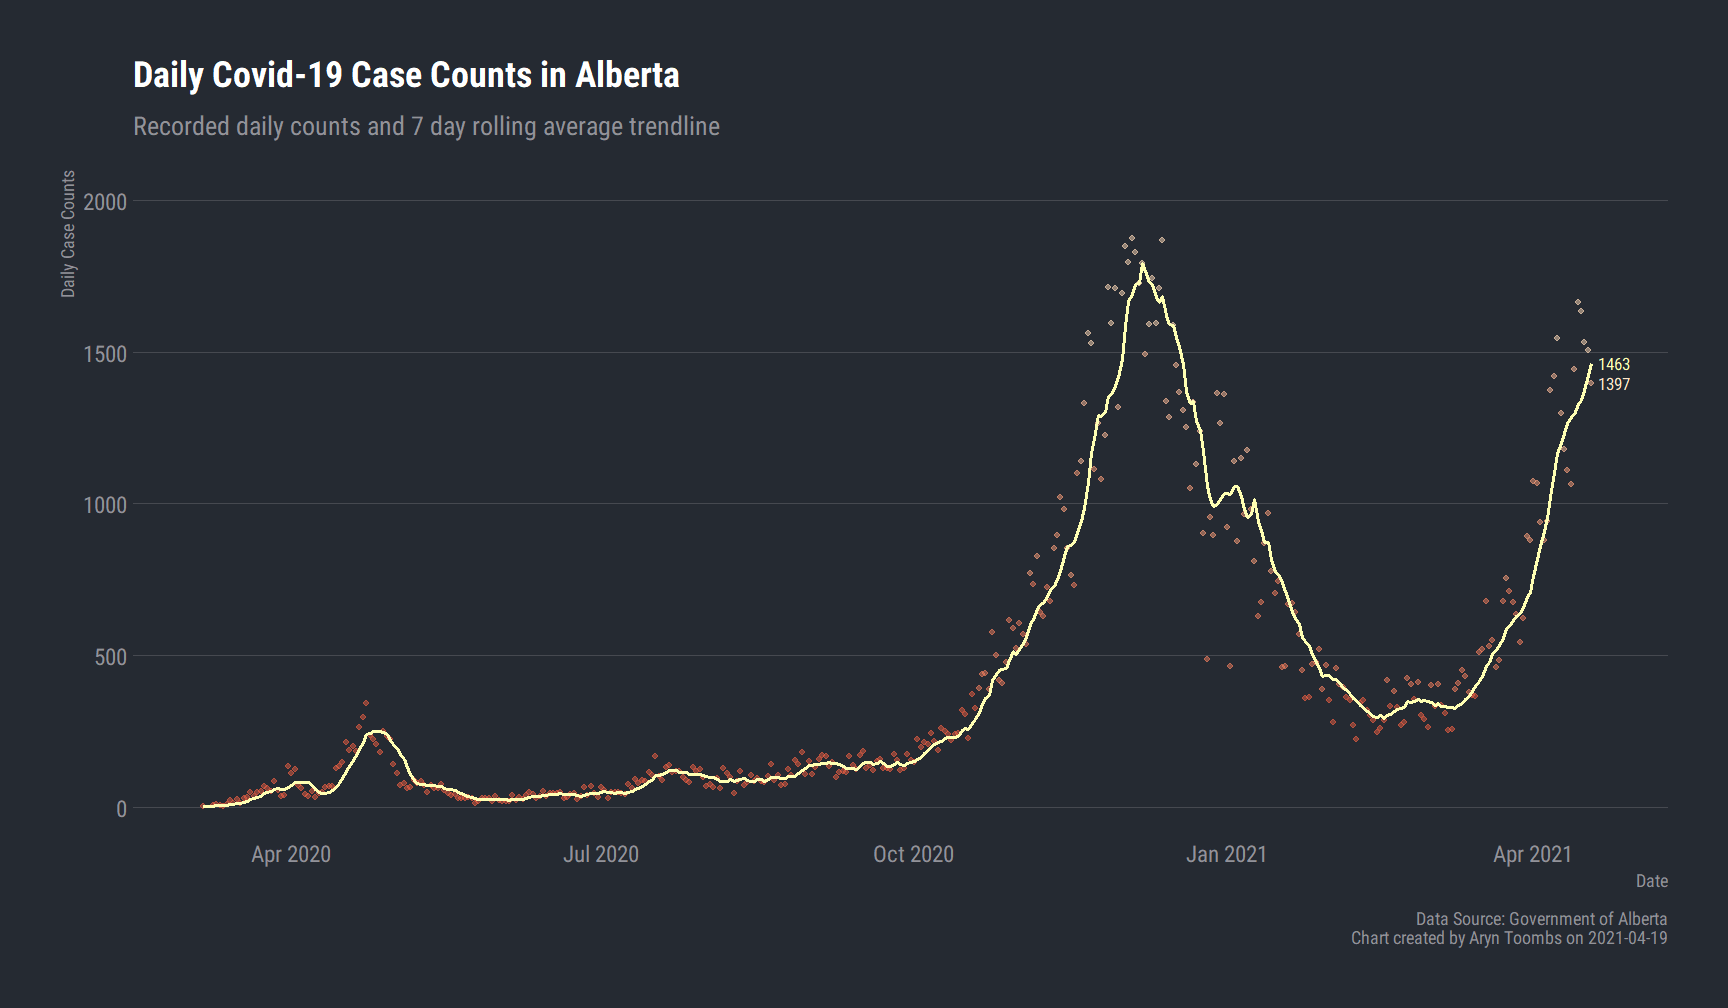 Daily Covid-19 Case Counts in Alberta
Recorded daily counts and 7 day rolling average trendline
Daily Case Counts
2000
1500
1000
500
0
1463
1397
Apr 2020
Jul 2020
Oct 2020
Jan 2021
Apr 2021
Date
Data Source: Government of Alberta
Chart created by Aryn Toombs on 2021-04-19